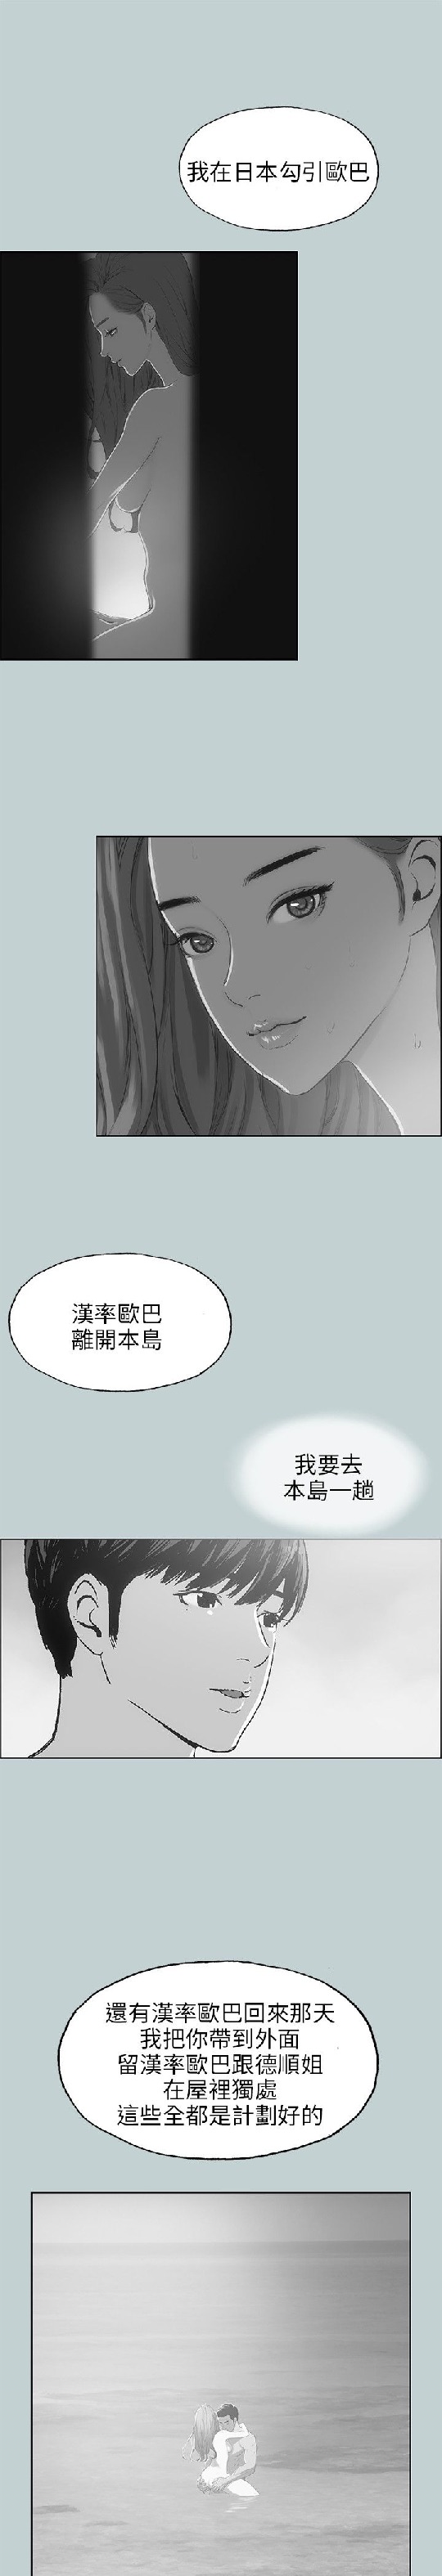 我在日本勾引歐巴
漢率歐巴
離開本島
我要去
本島一趟
還有漢率歐巴回來那天
我把你帶到外面
留漢率歐巴跟德順姐
在屋裡獨處
這些全都是計劃好的